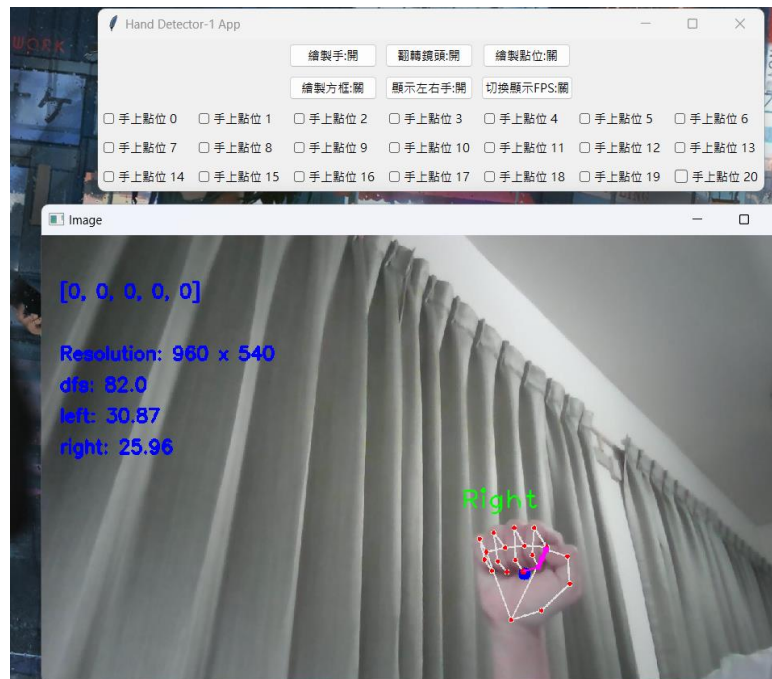 WORK
Hand Detector-1 App
繪製手:開 翻轉鏡頭:開 繪製點位:關
繪製方框:關 顯示左右手:開 切換顯示FPS:關
手上點位 0 手上點位 1 手上點位 2 手上點位 3 手上點位 4 手上點位 5 手上點位 6
手上點位 7 手上點位 8 手上點位 9 手上點位 10 手上點位 11 手上點位 12 手上點位 13
手上點位 14 手上點位 15 手上點位 16 手上點位 17 手上點位 18 手上點位 19 手上點位 20
Image
[0, 0, 0, 0, 0]
Resolution: 960 x 540
dfs: 82.0
left: 30.87
right: 25.96
Right